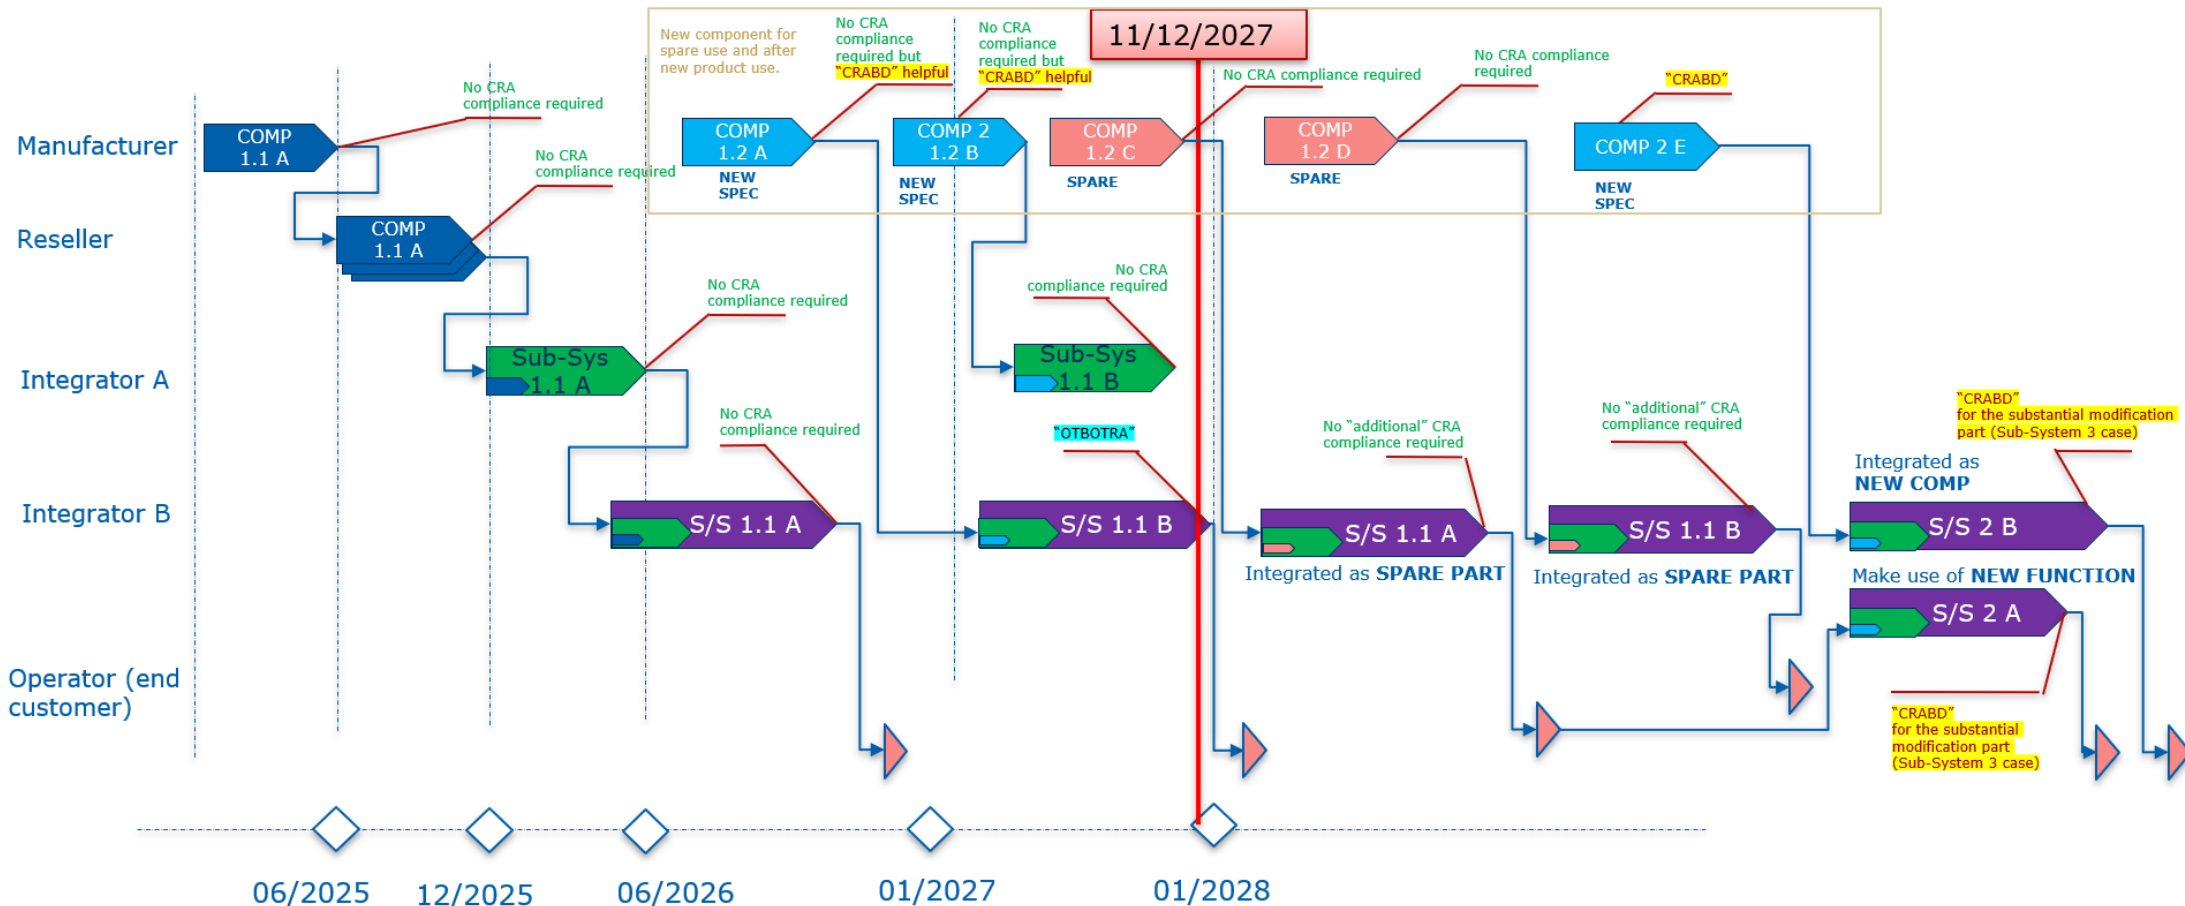 New component for
spare use and after
new product use.
No CRA
compliance
required but
“CRABD” helpful
No CRA
compliance
required but
“CRABD” helpful
11/12/2027
No CRA compliance required
No CRA compliance
required
“CRABD”
No CRA
compliance required
Manufacturer
COMP
1.1 A
COMP
1.2 A
NEW
SPEC
COMP 2
1.2 B
NEW
SPEC
COMP
1.2 C
SPARE
COMP
1.2 D
SPARE
COMP 2 E
NEW
SPEC
No CRA
compliance required
Reseller
COMP
1.1 A
No CRA
compliance required
No CRA
compliance required
Integrator A
Sub-Sys
1.1 A
Sub-Sys
1.1 B
No CRA
compliance required
“OTBOTRA”
No “additional” CRA
compliance required
No “additional” CRA
compliance required
“CRABD”
for the substantial modification
part (Sub-System 3 case)
Integrated as
NEW COMP
Integrator B
S/S 1.1 A
S/S 1.1 B
S/S 1.1 A
Integrated as SPARE PART
S/S 1.1 B
Integrated as SPARE PART
S/S 2 B
Make use of NEW FUNCTION
S/S 2 A
Operator (end
customer)
“CRABD”
for the substantial
modification part
(Sub-System 3 case)
06/2025
12/2025
06/2026
01/2027
01/2028